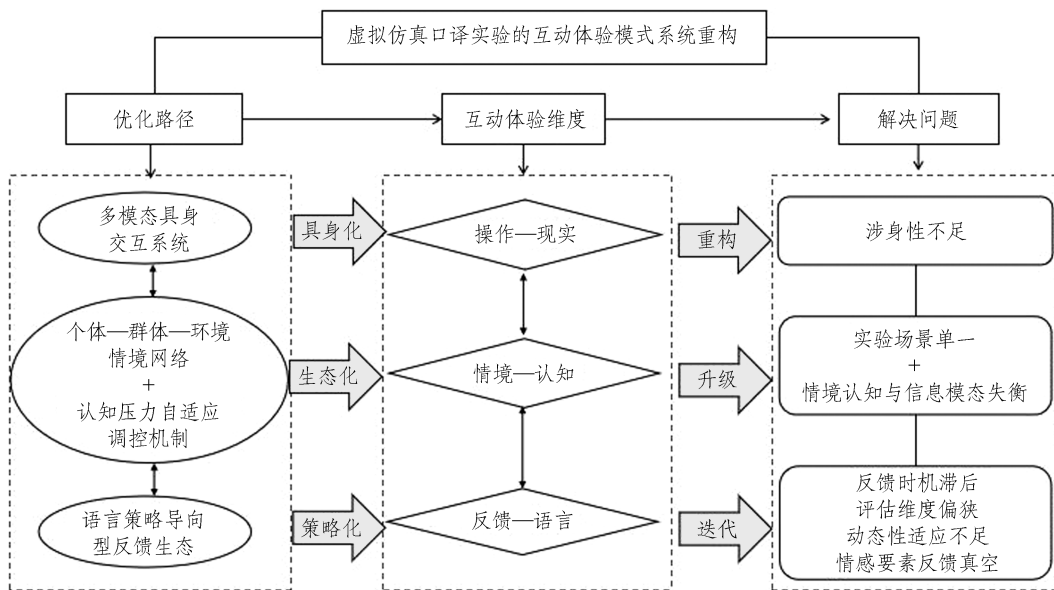 虚拟仿真口译实验的互动体验模式系统重构
优化路径
互动体验维度
解决问题
多模态具身
交互系统
具身化
操作—现实
重构
涉身性不足
个体—群体—环境
情境网络
+
认知压力自适应
调控机制
生态化
情境—认知
升级
实验场景单一
+
情境认知与信息模态失衡
语言策略导向
型反馈生态
策略化
反馈—语言
迭代
反馈时机滞后
评估维度偏狭
动态性适应不足
情感要素反馈真空